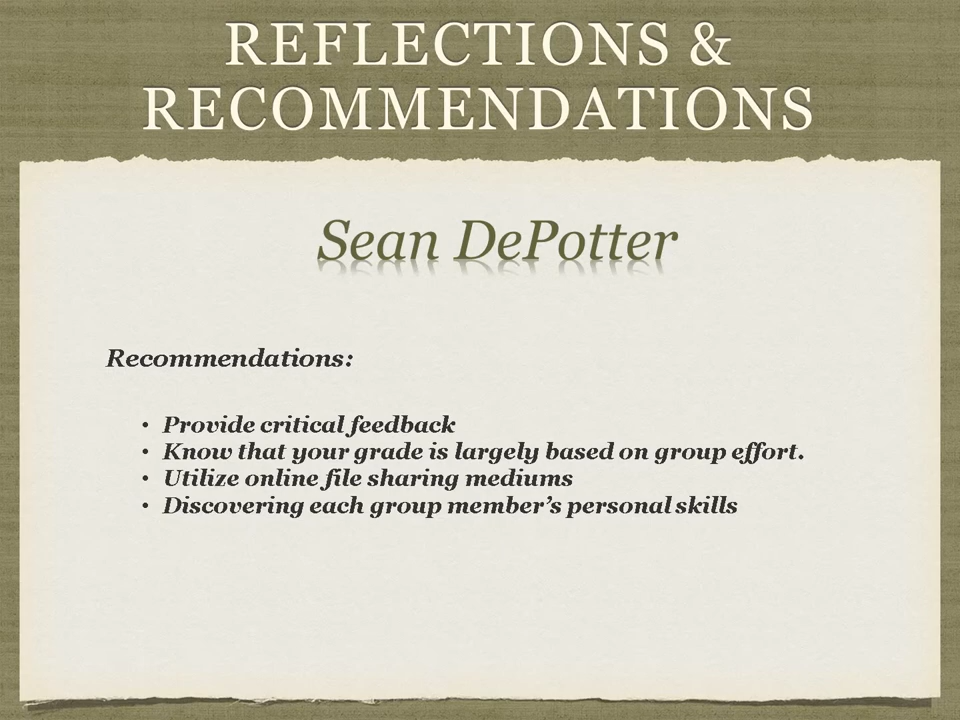 REFLECTIONS &
RECOMMENDATIONS
Sean DePotter
Recommendations:
• Provide critical feedback
• Know that your grade is largely based on group effort.
• Utilize online file sharing mediums
• Discovering each group member’s personal skills